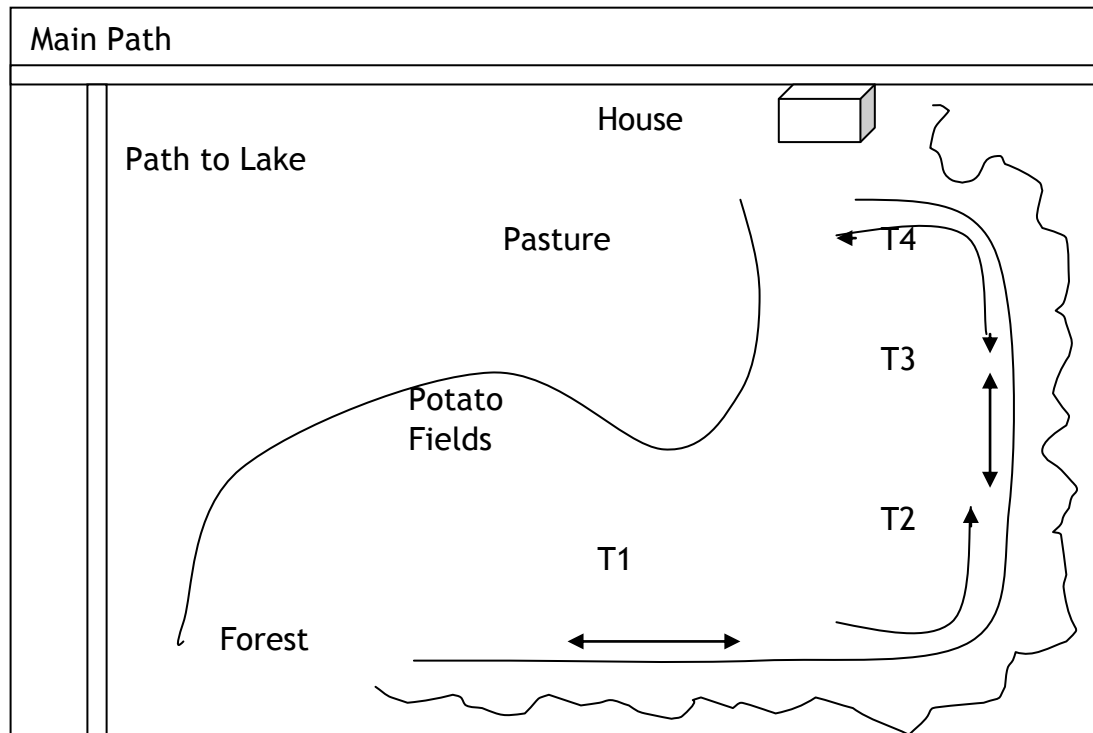 Main Path
House
Path to Lake
Pasture
T4
T3
Potato
Fields
T2
T1
Forest